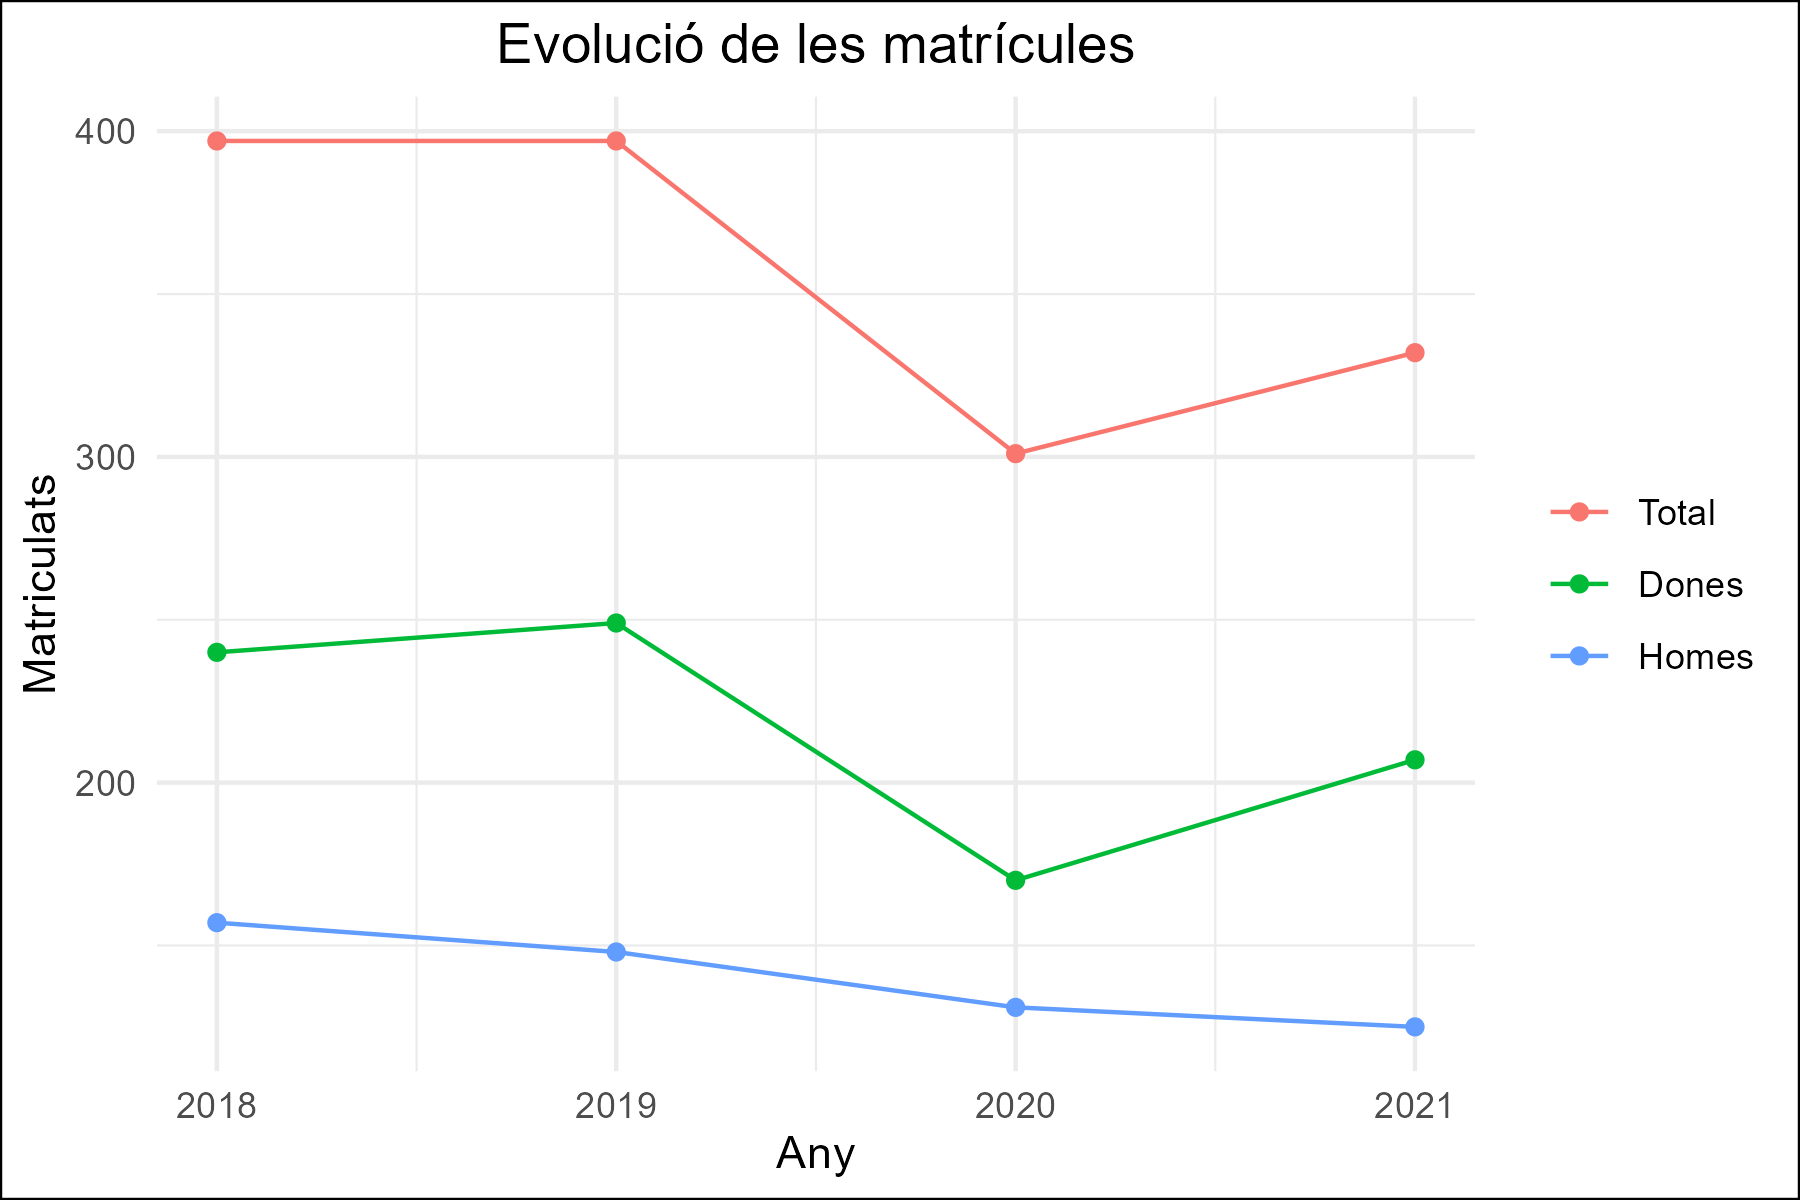 Evolució de les matrícules
400
300
200
Matriculats
2018 2019 2020 2021
Any
Total
Dones
Homes